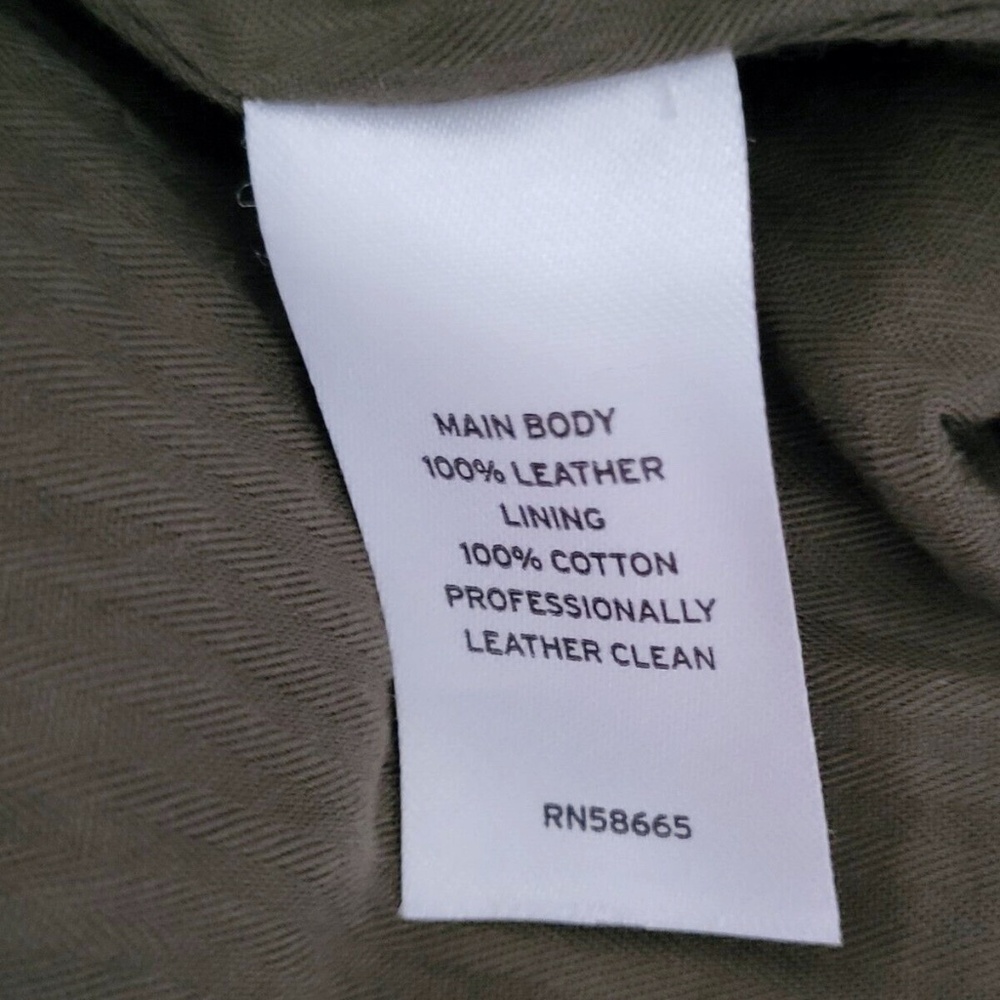 MAIN BODY
100% LEATHER
LINING
100% COTTON
PROFESSIONALLY
LEATHER CLEAN
RN58665